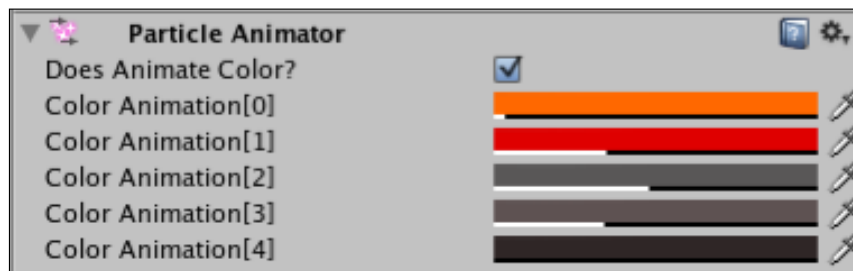 Particle Animator
Does Animate Color?
Color Animation[0]
Color Animation[1]
Color Animation[2]
Color Animation[3]
Color Animation[4]